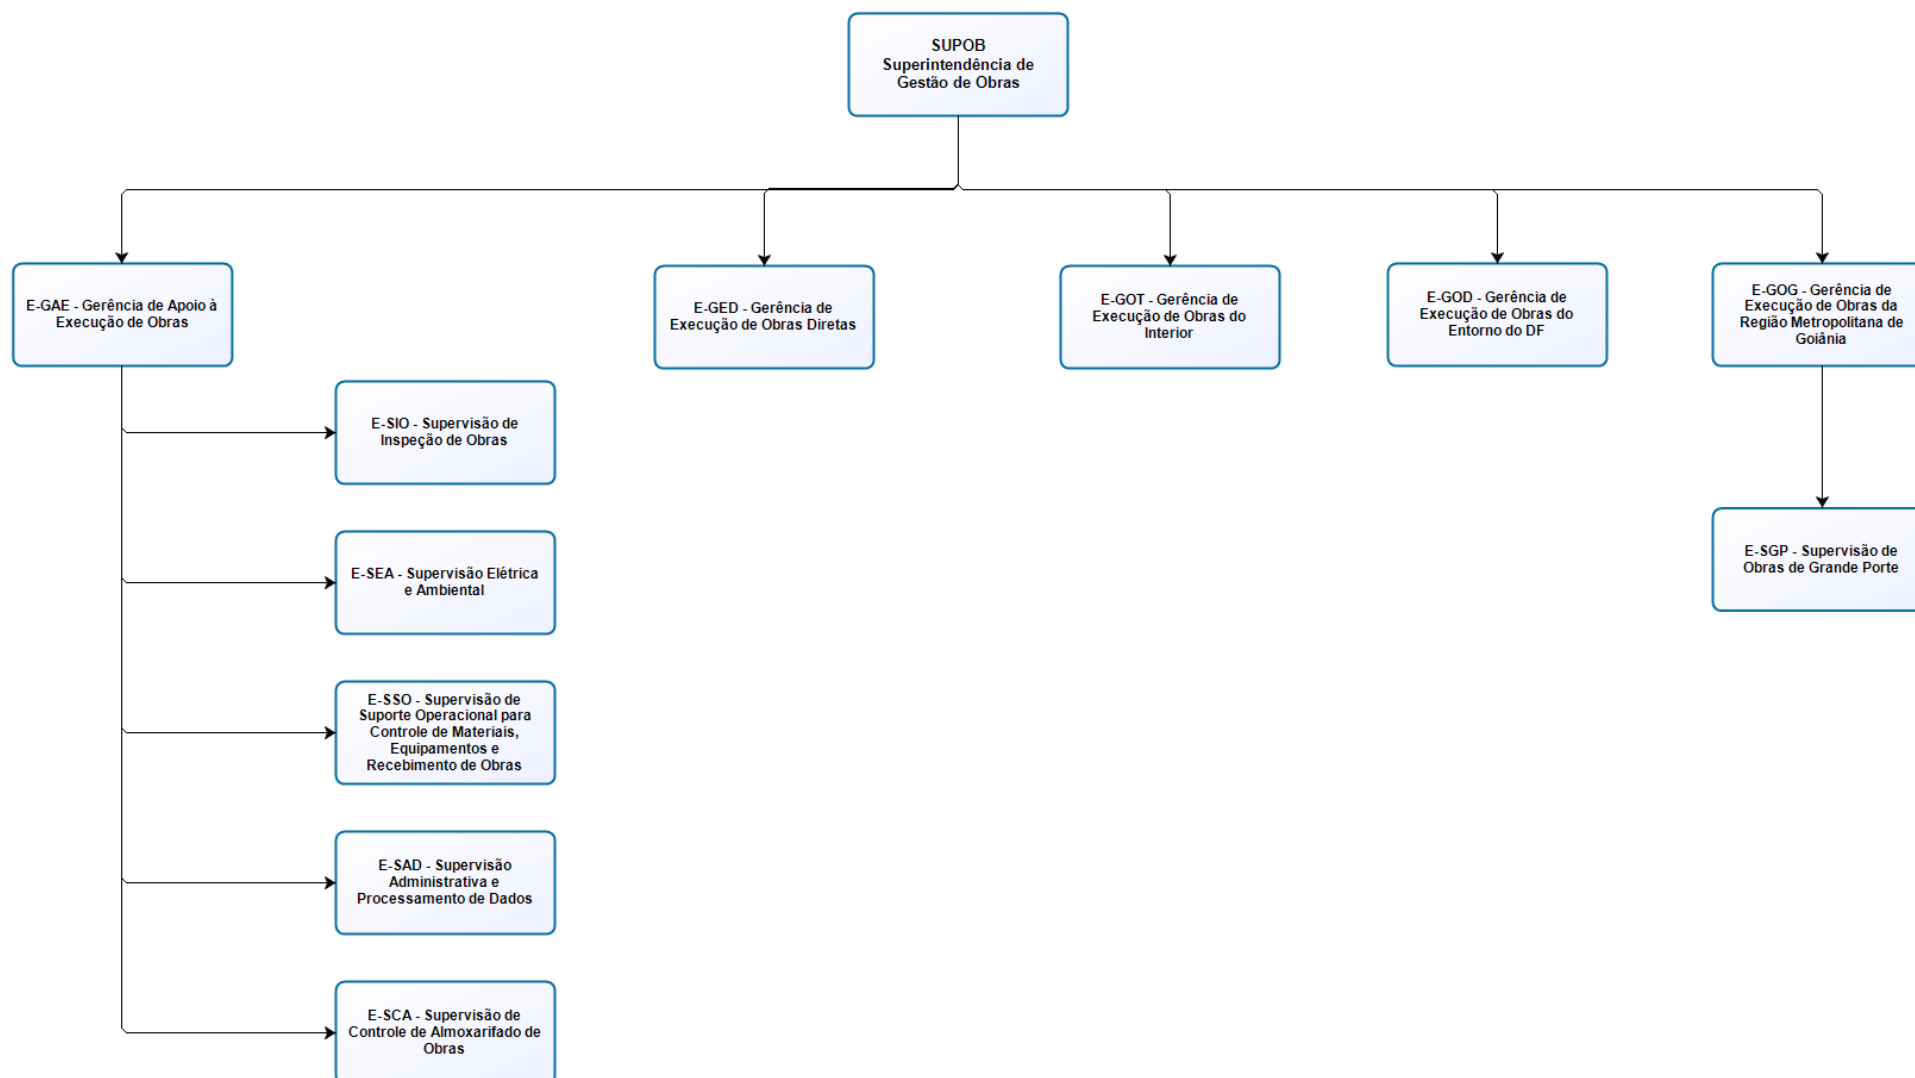 SUPOB
Superintendência de
Gestão de Obras
E-GAE - Gerência de Apoio à
Execução de Obras
E-GED - Gerência de
Execução de Obras Diretas
E-GOT - Gerência de
Execução de Obras do
Interior
E-GOD - Gerência de
Execução de Obras do
Entorno do DF
E-GOG - Gerência de
Execução de Obras da
Região Metropolitana de
Goiânia
E-SIO - Supervisão de
Inspeção de Obras
E-SEA - Supervisão Elétrica
e Ambiental
E-SGP - Supervisão de
Obras de Grande Porte
E-SSO - Supervisão de
Suporte Operacional para
Controle de Materiais,
Equipamentos e
Recebimento de Obras
E-SAD - Supervisão
Administrativa e
Processamento de Dados
E-SCA - Supervisão de
Controle de Almoxarifado de
Obras